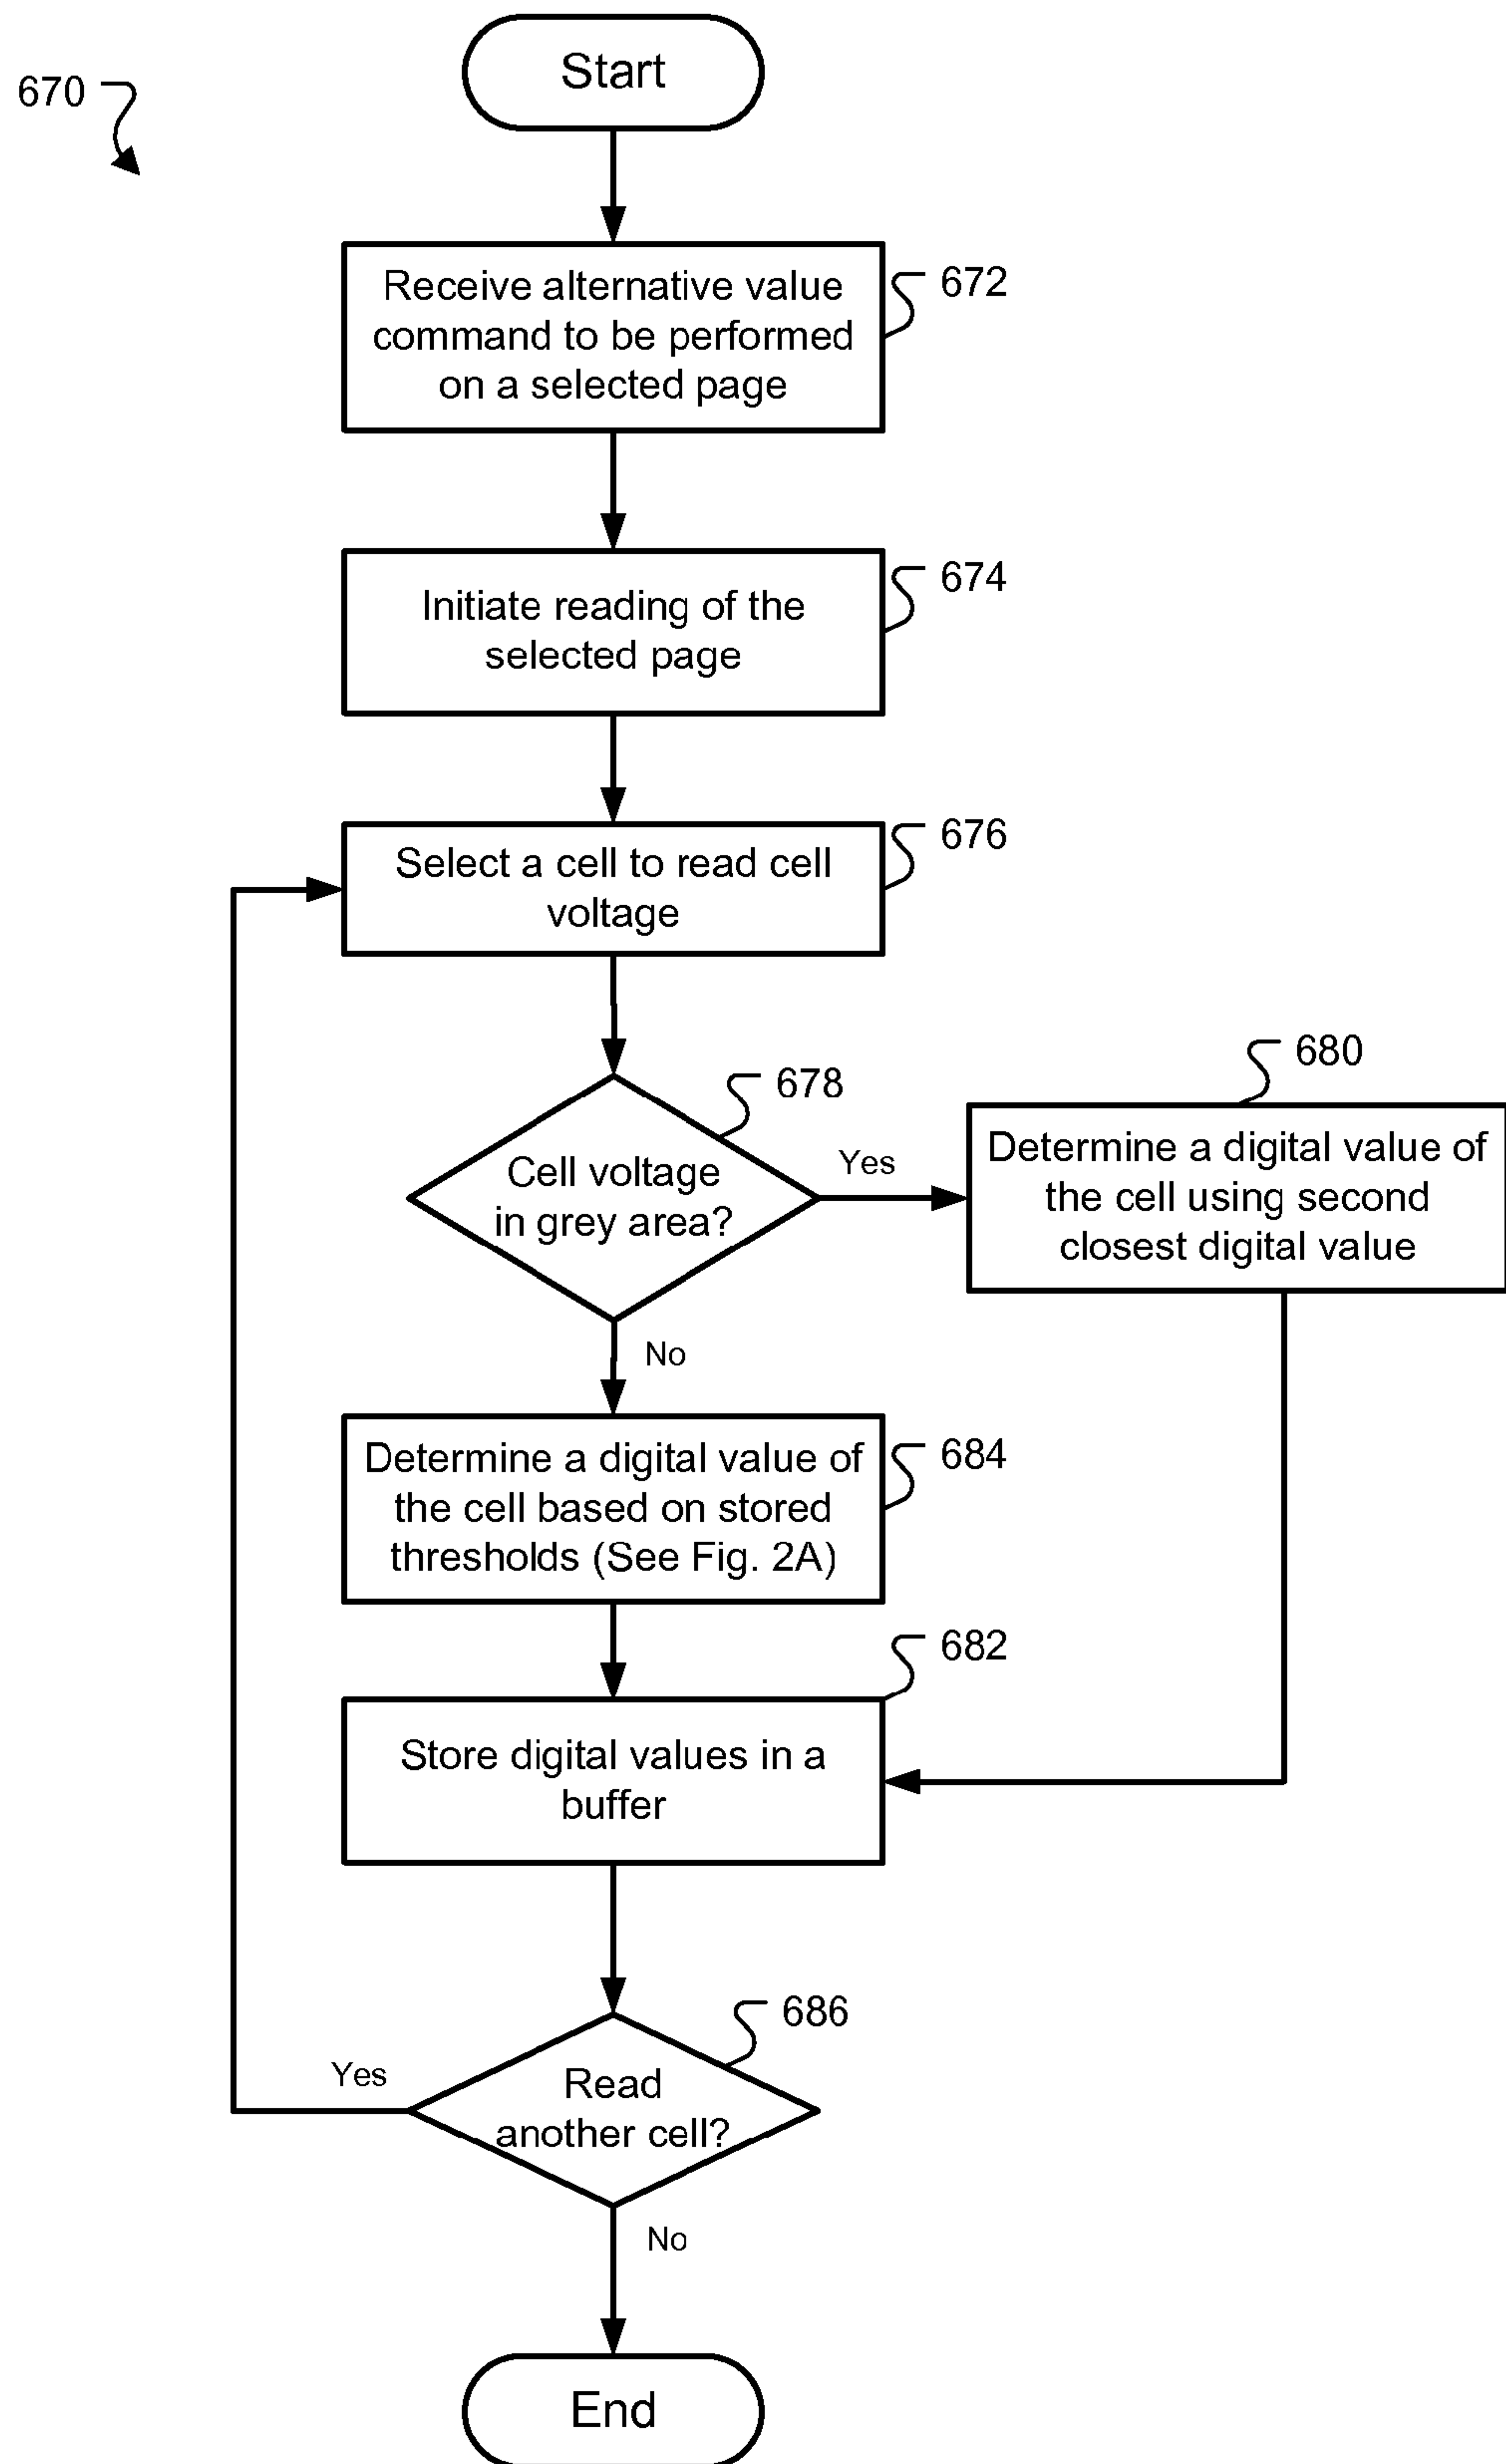 Start
670
Receive alternative value
command to be performed
on a selected page
672
Initiate reading of the
selected page
674
Select a cell to read cell
voltage
676
Cell voltage
in grey area?
678
Yes
Determine a digital value of
the cell using second
closest digital value
680
No
Determine a digital value of
the cell based on stored
thresholds (See Fig. 2A)
684
Store digital values in a
buffer
682
Read
another cell?
686
Yes
No
End